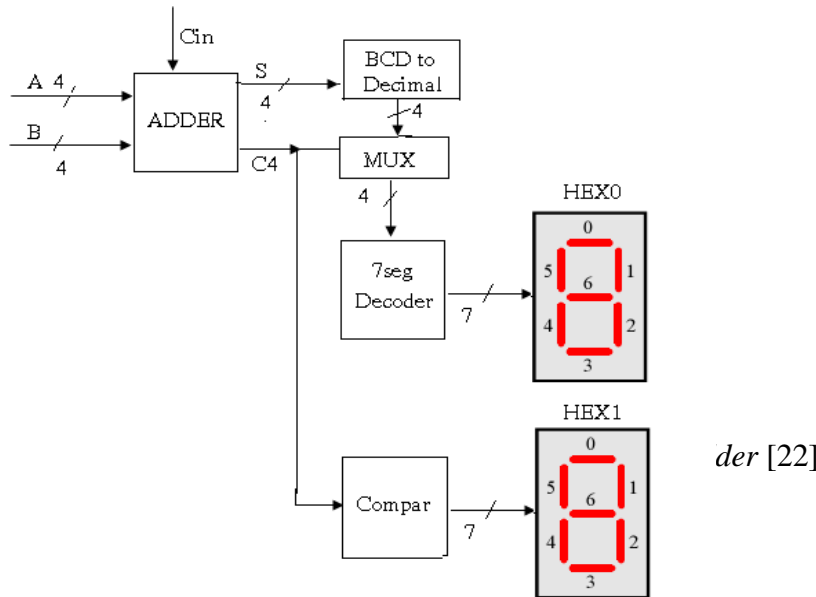 Cin
A 4
B
4
ADDER
S
4
C4
BCD to
Decimal
4
MUX
4
7seg
Decoder
7
HEX0
0
5
1
6
4
2
3
HEX1
0
5
1
6
4
2
3
Compar
7
der [22]